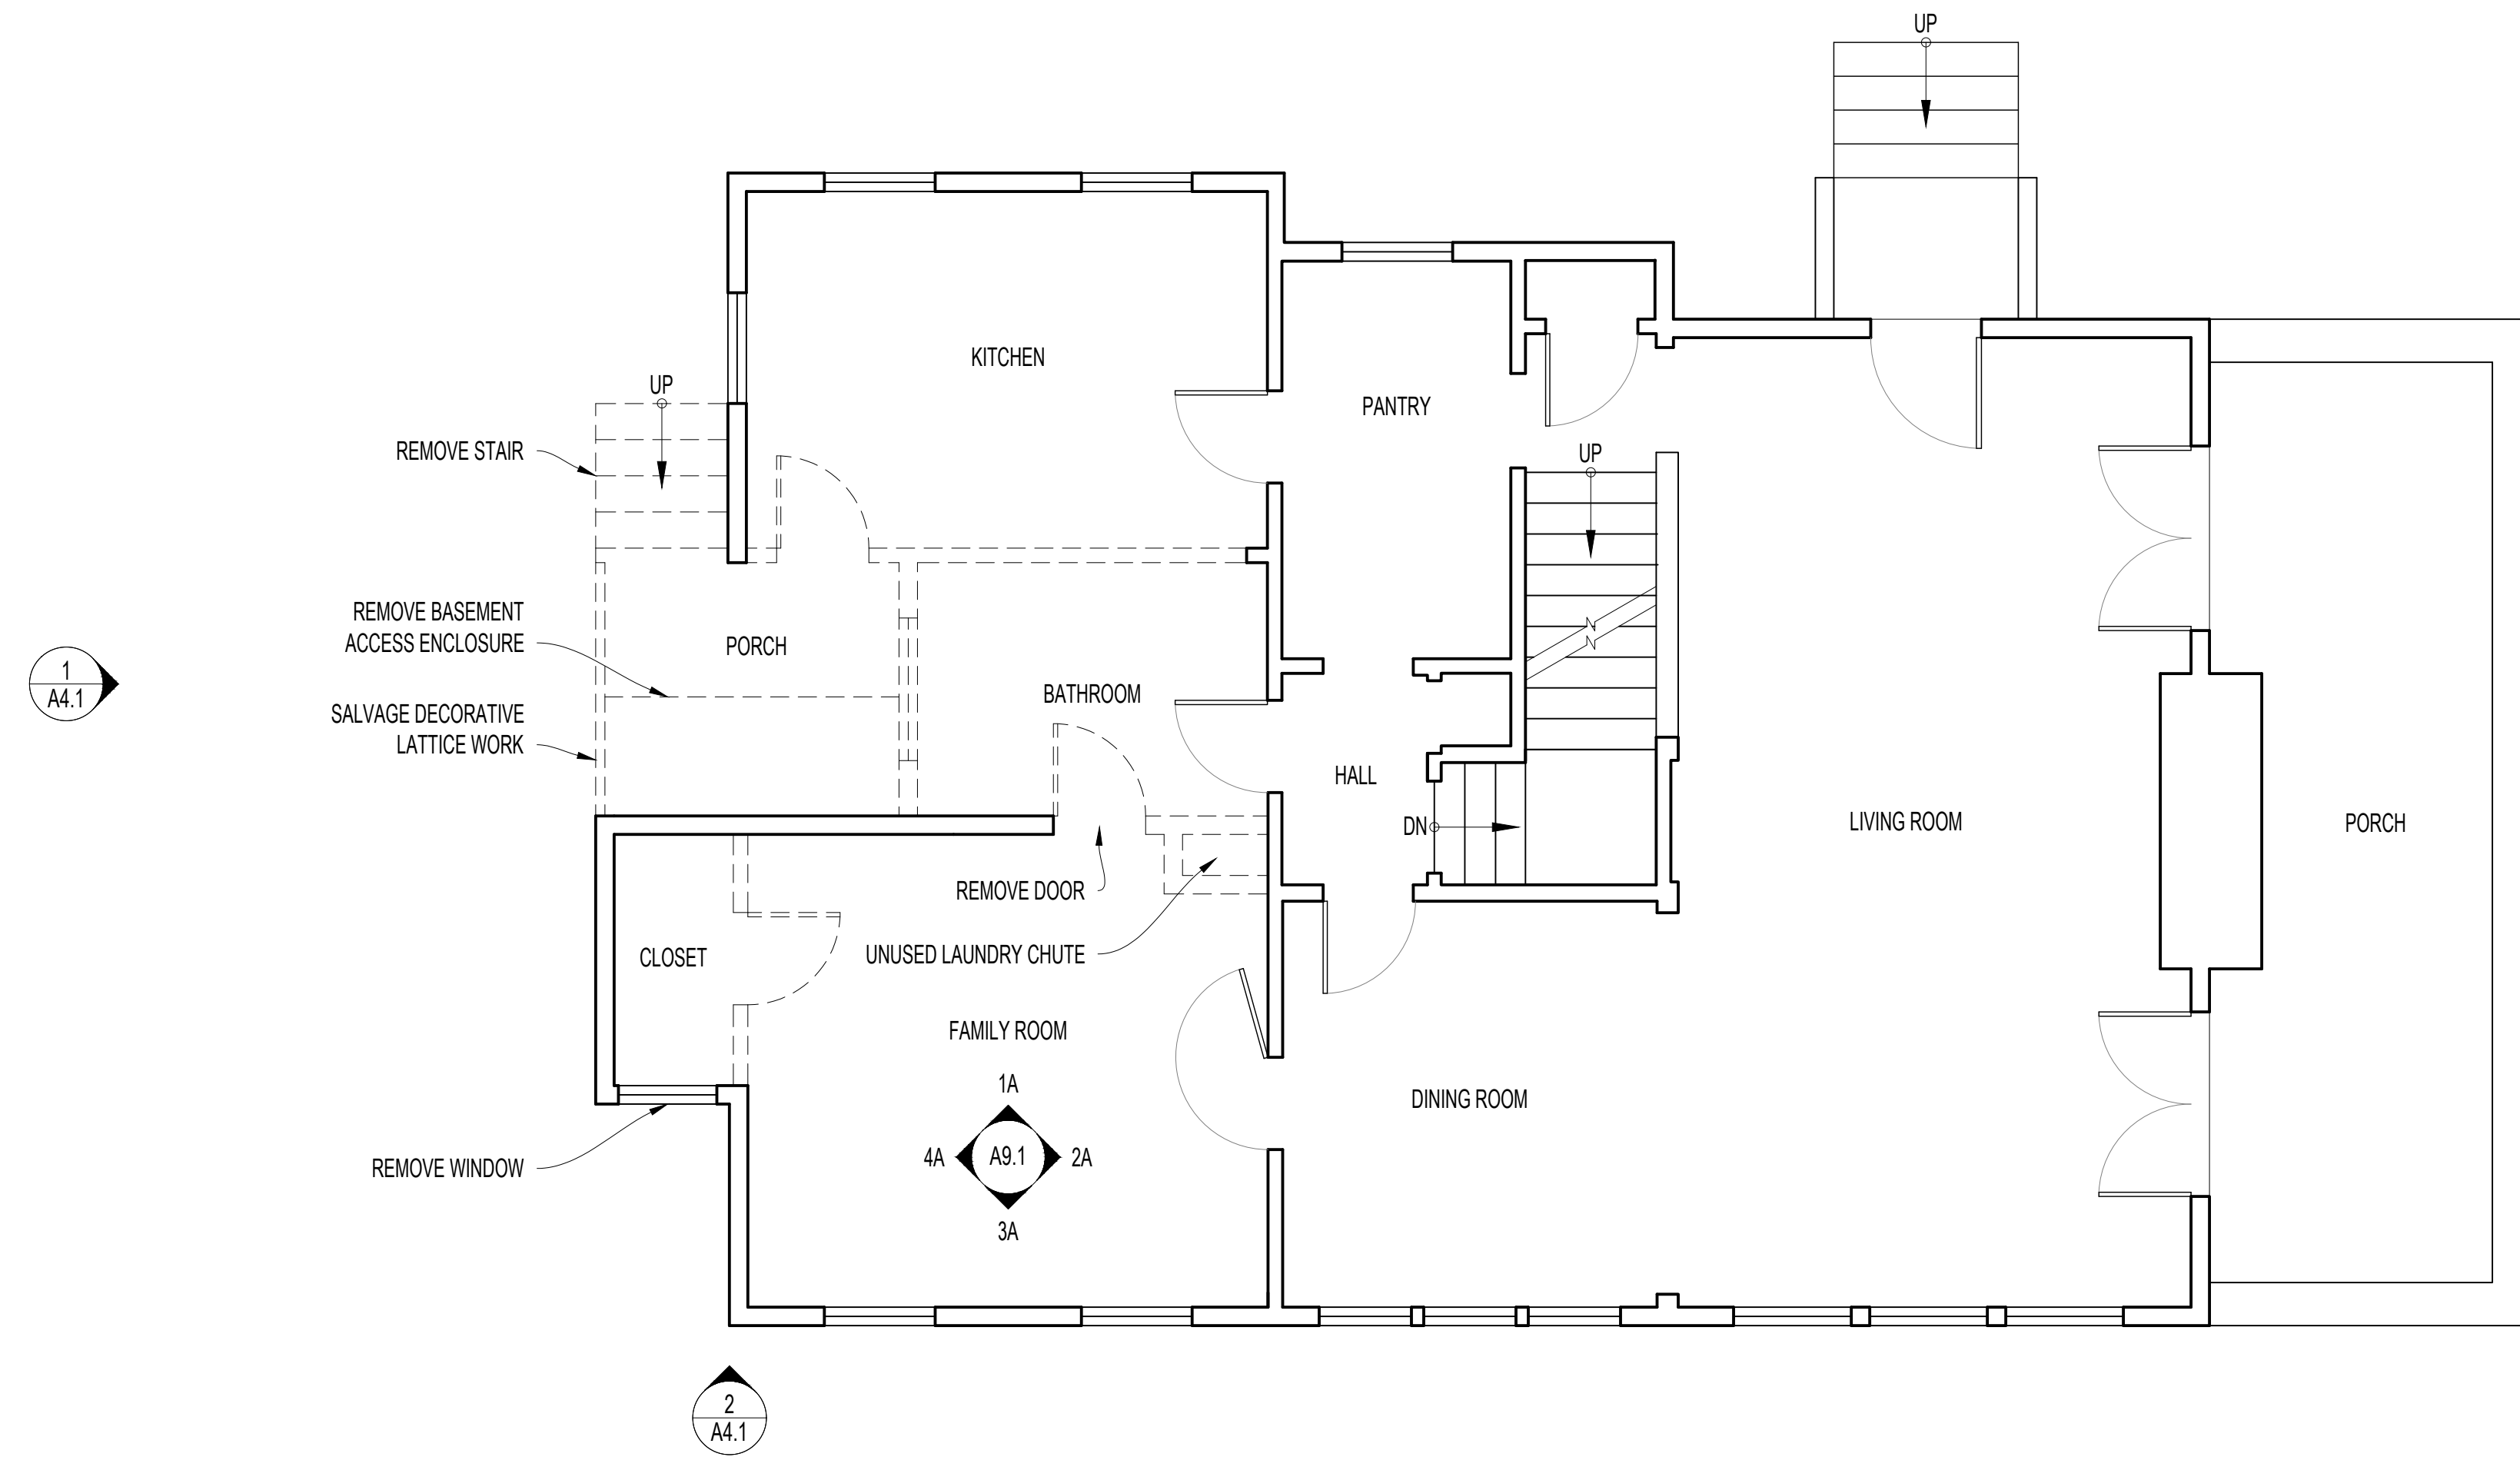 UP
KITCHEN
UP
PANTRY
REMOVE STAIR
UP
REMOVE BASEMENT
ACCESS ENCLOSURE
PORCH
1
A4.1
BATHROOM
SALVAGE DECORATIVE
LATTICE WORK
HALL
DN
LIVING ROOM
PORCH
REMOVE DOOR
CLOSET
UNUSED LAUNDRY CHUTE
FAMILY ROOM
1A
DINING ROOM
4A
A9.1
2A
REMOVE WINDOW
3A
2
A4.1